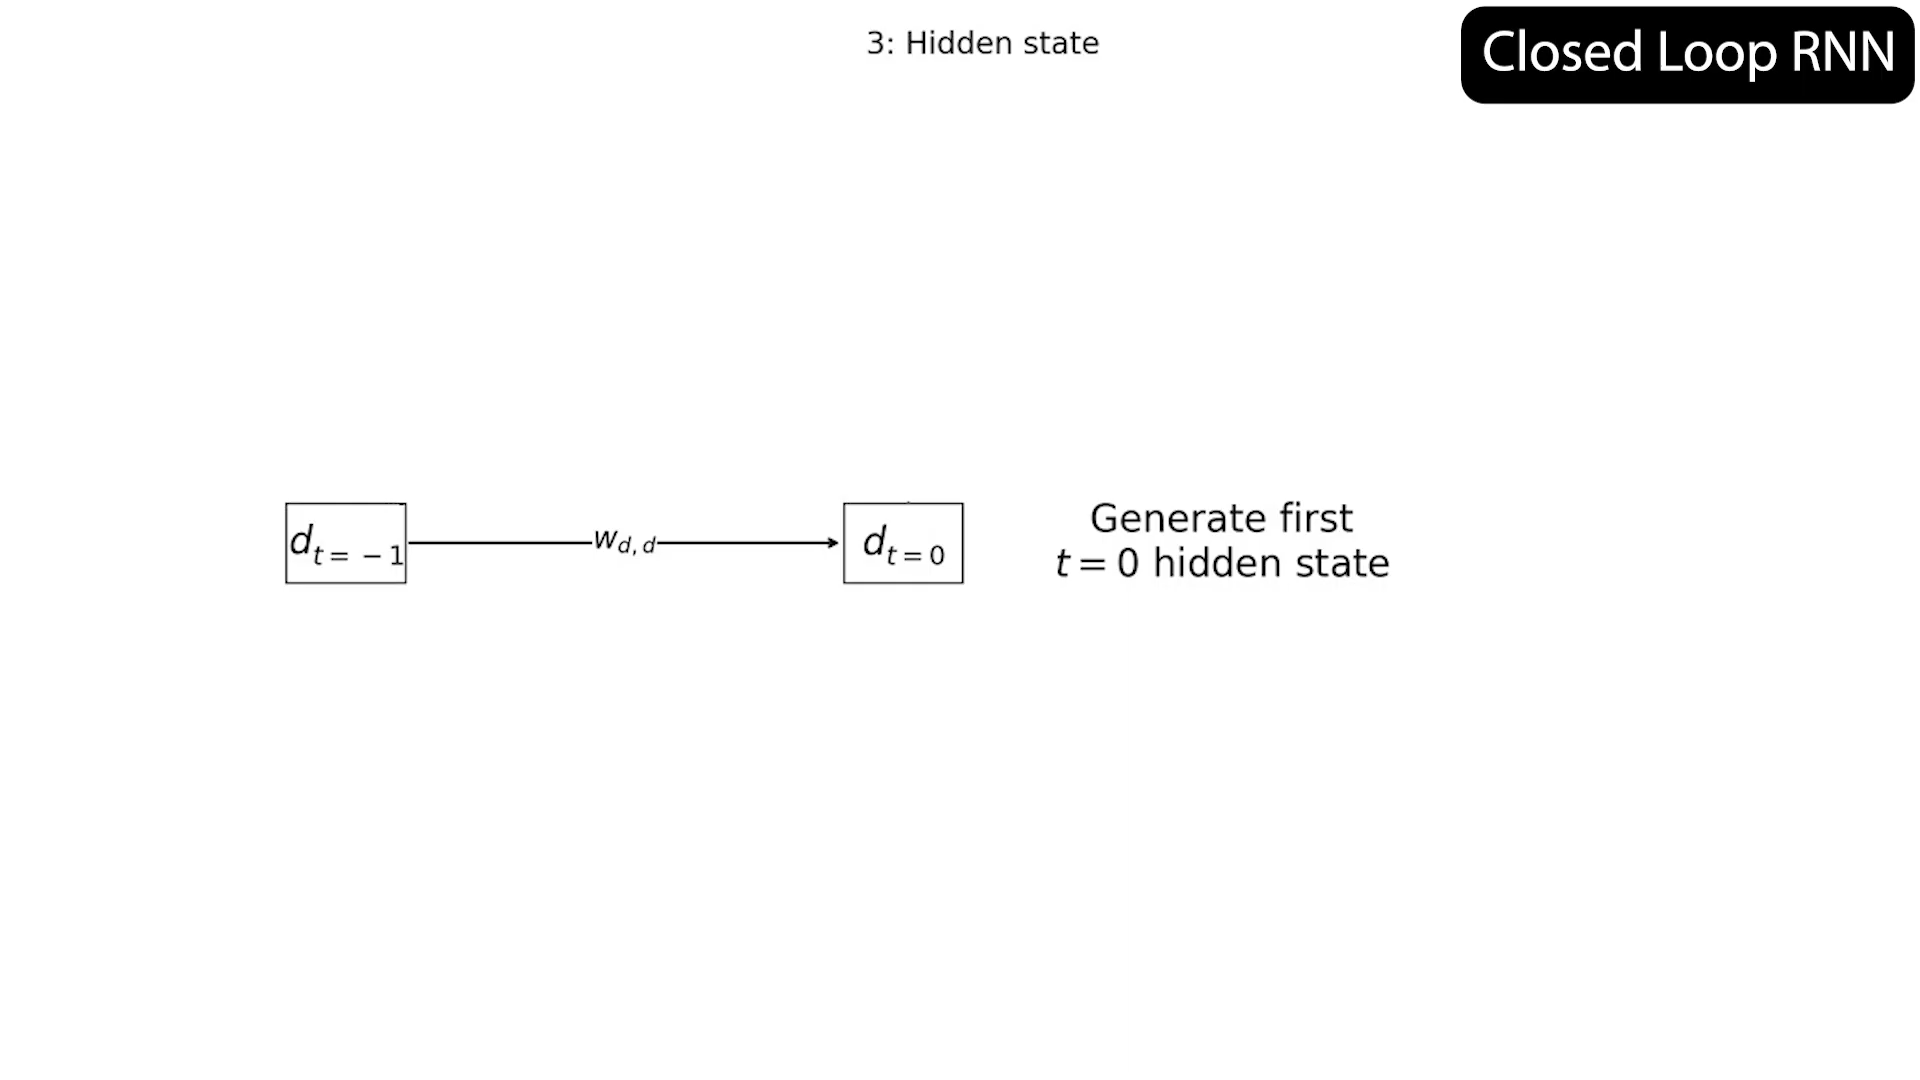 3: Hidden state
Closed Loop RNN
d_{t=-1}
w_{d,d}
d_{t=0}
Generate first
t=0 hidden state